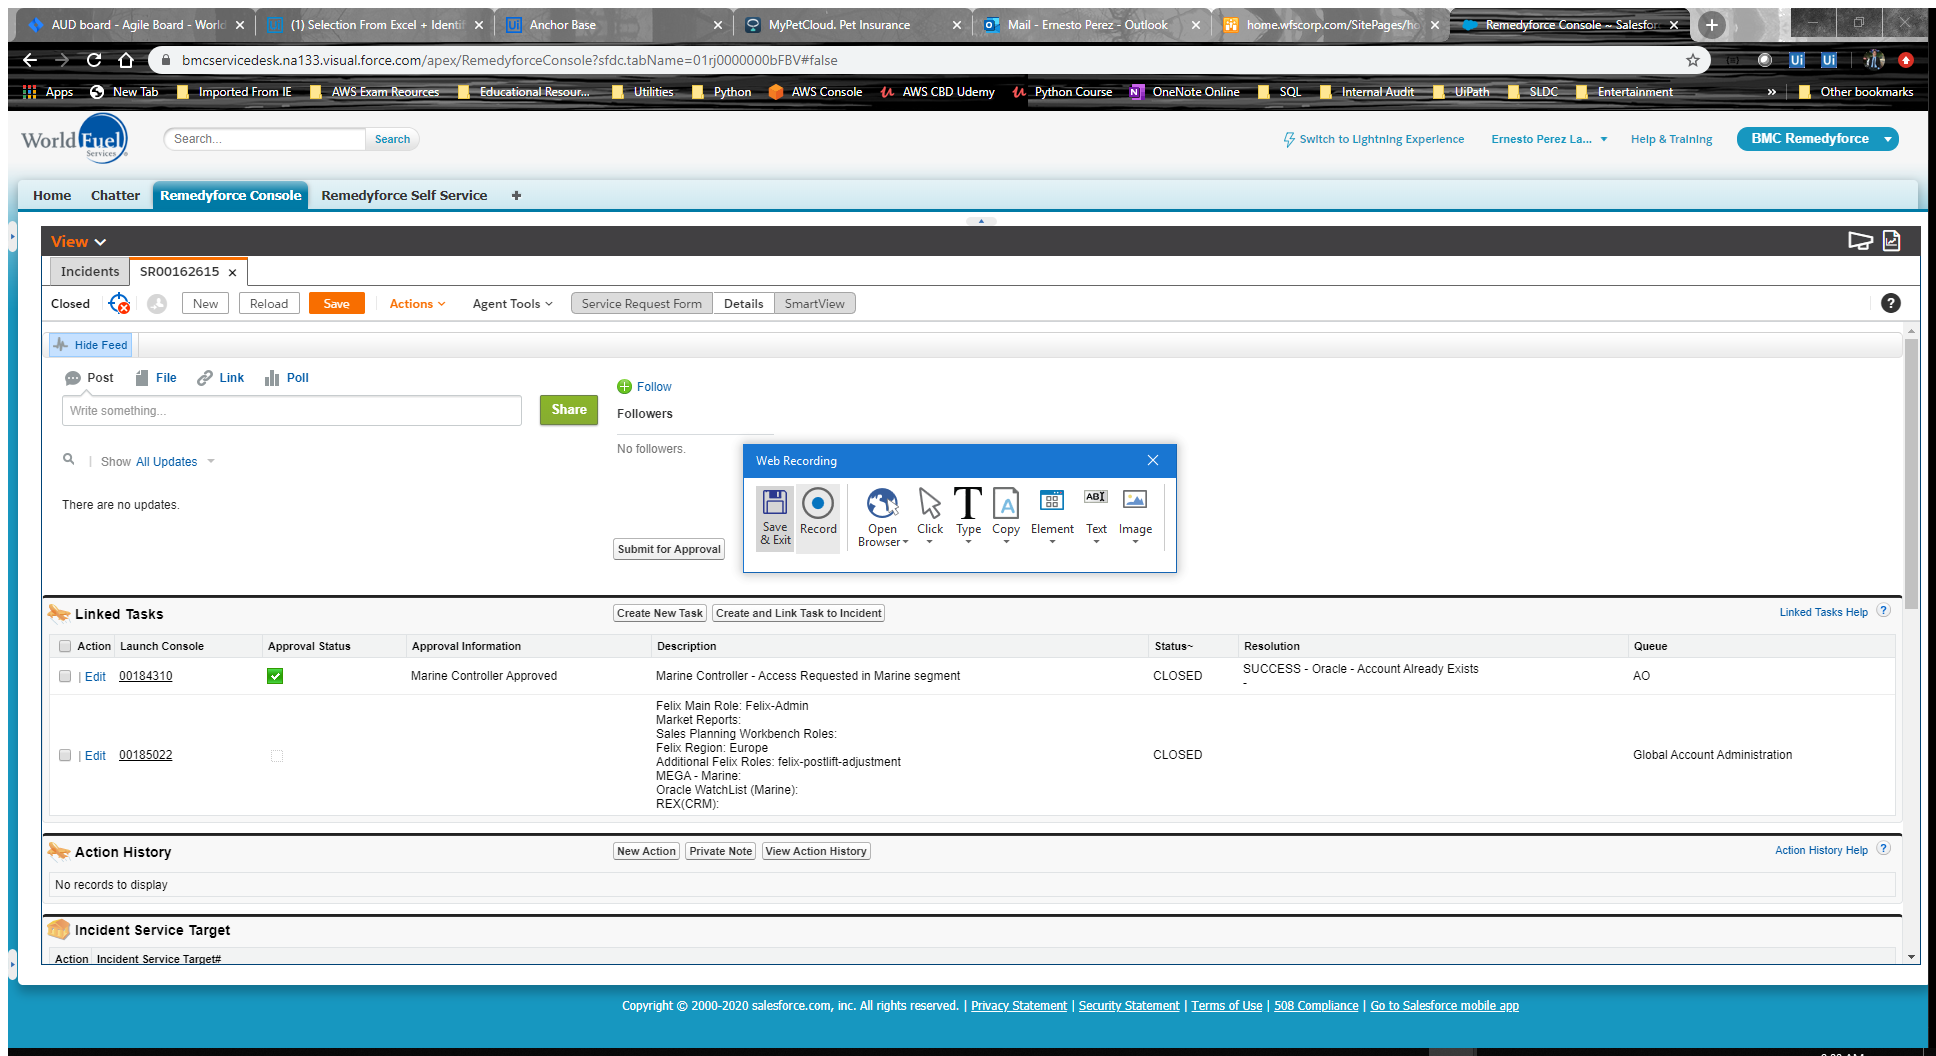 AUD board - Agile Board - World
(1) Selection From Excel + Identif
Anchor Base
MyPetCloud. Pet Insurance
Mail - Ernesto Perez - Outlook
home.wfscorp.com/SitePages/ho
Remedyforce Console ~ Salesfor
bmcservicedesk.na133.visual.force.com/apex/RemedyforceConsole?sfdc.tabName=01rj0000000bFBV#false
Apps New Tab Imported From IE AWS Exam Reources Educational Resour... Utilities Python AWS Console AWS CBD Udemy Python Course OneNote Online SQL Internal Audit UiPath SLDC Entertainment » Other bookmarks
World Fuel Services
Search... Search
Switch to Lightning Experience Ernesto Perez La... Help & Training BMC Remedyforce
Home Chatter Remedyforce Console Remedyforce Self Service +
View
Incidents SR00162615
Closed New Reload Save Actions Agent Tools Service Request Form Details SmartView
Hide Feed
Post File Link Poll
Follow
Write something... Share
Followers
No followers.
Show All Updates
There are no updates.
Submit for Approval
Web Recording
Save & Exit Record Open Browser Click Type Copy Element Text Image
Linked Tasks Create New Task Create and Link Task to Incident Linked Tasks Help ?
Action Launch Console Approval Status Approval Information Description Status~ Resolution Queue
| Edit 00184310 Marine Controller Approved Marine Controller - Access Requested in Marine segment CLOSED SUCCESS - Oracle - Account Already Exists
- AO
Felix Main Role: Felix-Admin
Market Reports:
Sales Planning Workbench Roles:
Felix Region: Europe
| Edit 00185022 CLOSED Global Account Administration
Additional Felix Roles: felix-postlift-adjustment
MEGA - Marine:
Oracle WatchList (Marine):
REX(CRM):
Action History New Action Private Note View Action History Action History Help ?
No records to display
Incident Service Target
Action Incident Service Target#
Copyright © 2000-2020 salesforce.com, inc. All rights reserved. | Privacy Statement | Security Statement | Terms of Use | 508 Compliance | Go to Salesforce mobile app